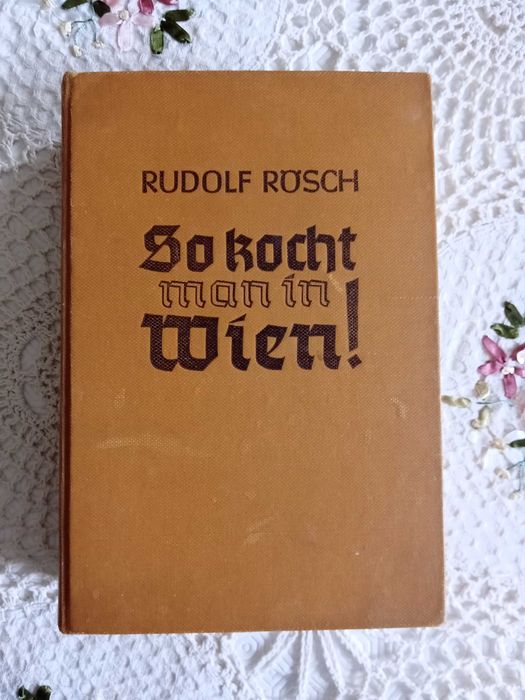 RUDOLF RÖSCH
So kocht
man in
Wien!